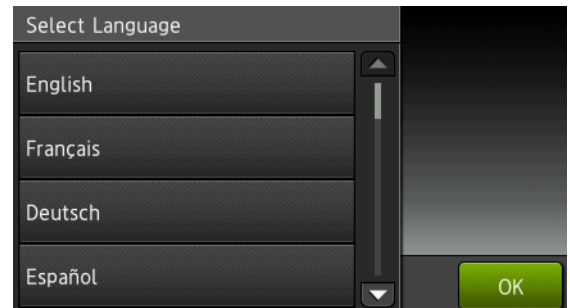 Select Language
English
Français
Deutsch
Español
OK